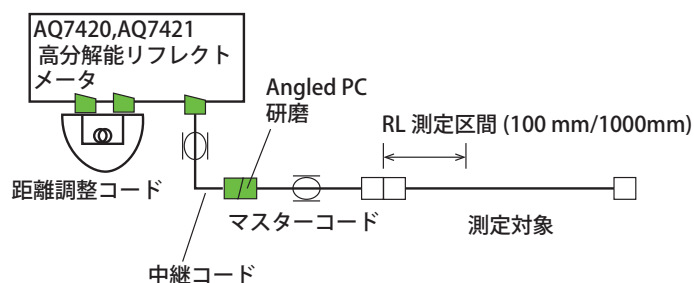 AQ7420,AQ7421
高分解能リフレクト
メータ
Angled PC
研磨
RL 測定区間 (100 mm/1000mm)
距離調整コード
マスターコード
測定対象
中継コード